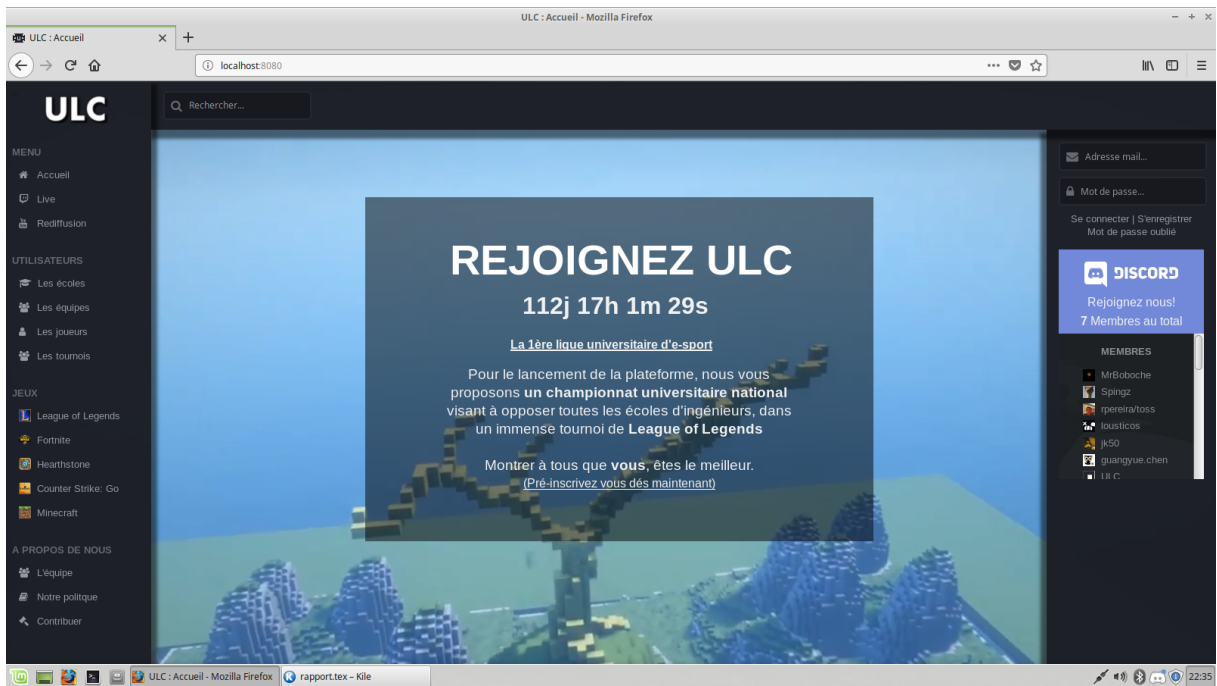 ULC : Accueil - Mozilla Firefox
ULC : Accueil
localhost:8080
ULC
Rechercher...
MENU
Accueil
Live
Rediffusion
UTILISATEURS
Les écoles
Les équipes
Les joueurs
Les tournois
JEUX
League of Legends
Fortnite
Hearthstone
Counter Strike: Go
Minecraft
A PROPOS DE NOUS
L'équipe
Notre politque
Contribuer
REJOIGNEZ ULC
112j 17h 1m 29s
La 1ère ligue universitaire d'e-sport
Pour le lancement de la plateforme, nous vous
proposons un championnat universitaire national
visant à opposer toutes les écoles d'ingénieurs, dans
un immense tournoi de League of Legends
Montrer à tous que vous, êtes le meilleur.
(Pré-inscrivez vous dés maintenant)
Adresse mail...
Mot de passe...
Se connecter | S'enregistrer
Mot de passe oublié
DISCORD
Rejoignez nous!
7 Membres au total
MEMBRES
MrBoboche
Spingz
rpereira/toss
lousticos
jk50
guangyue.chen
ULC
ULC : Accueil - Mozilla Firefox
rapport.tex – Kile
22:35